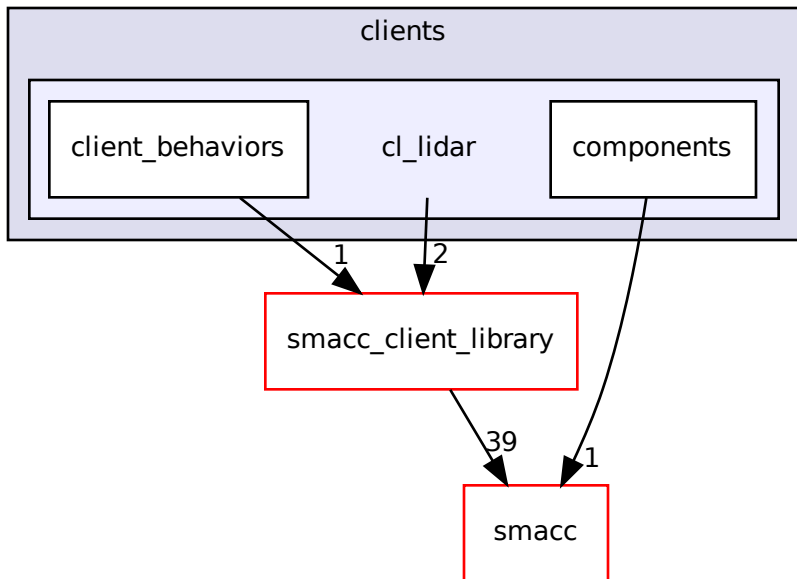 clients
client_behaviors
cl_lidar
components
1
2
smacc_client_library
39
1
smacc